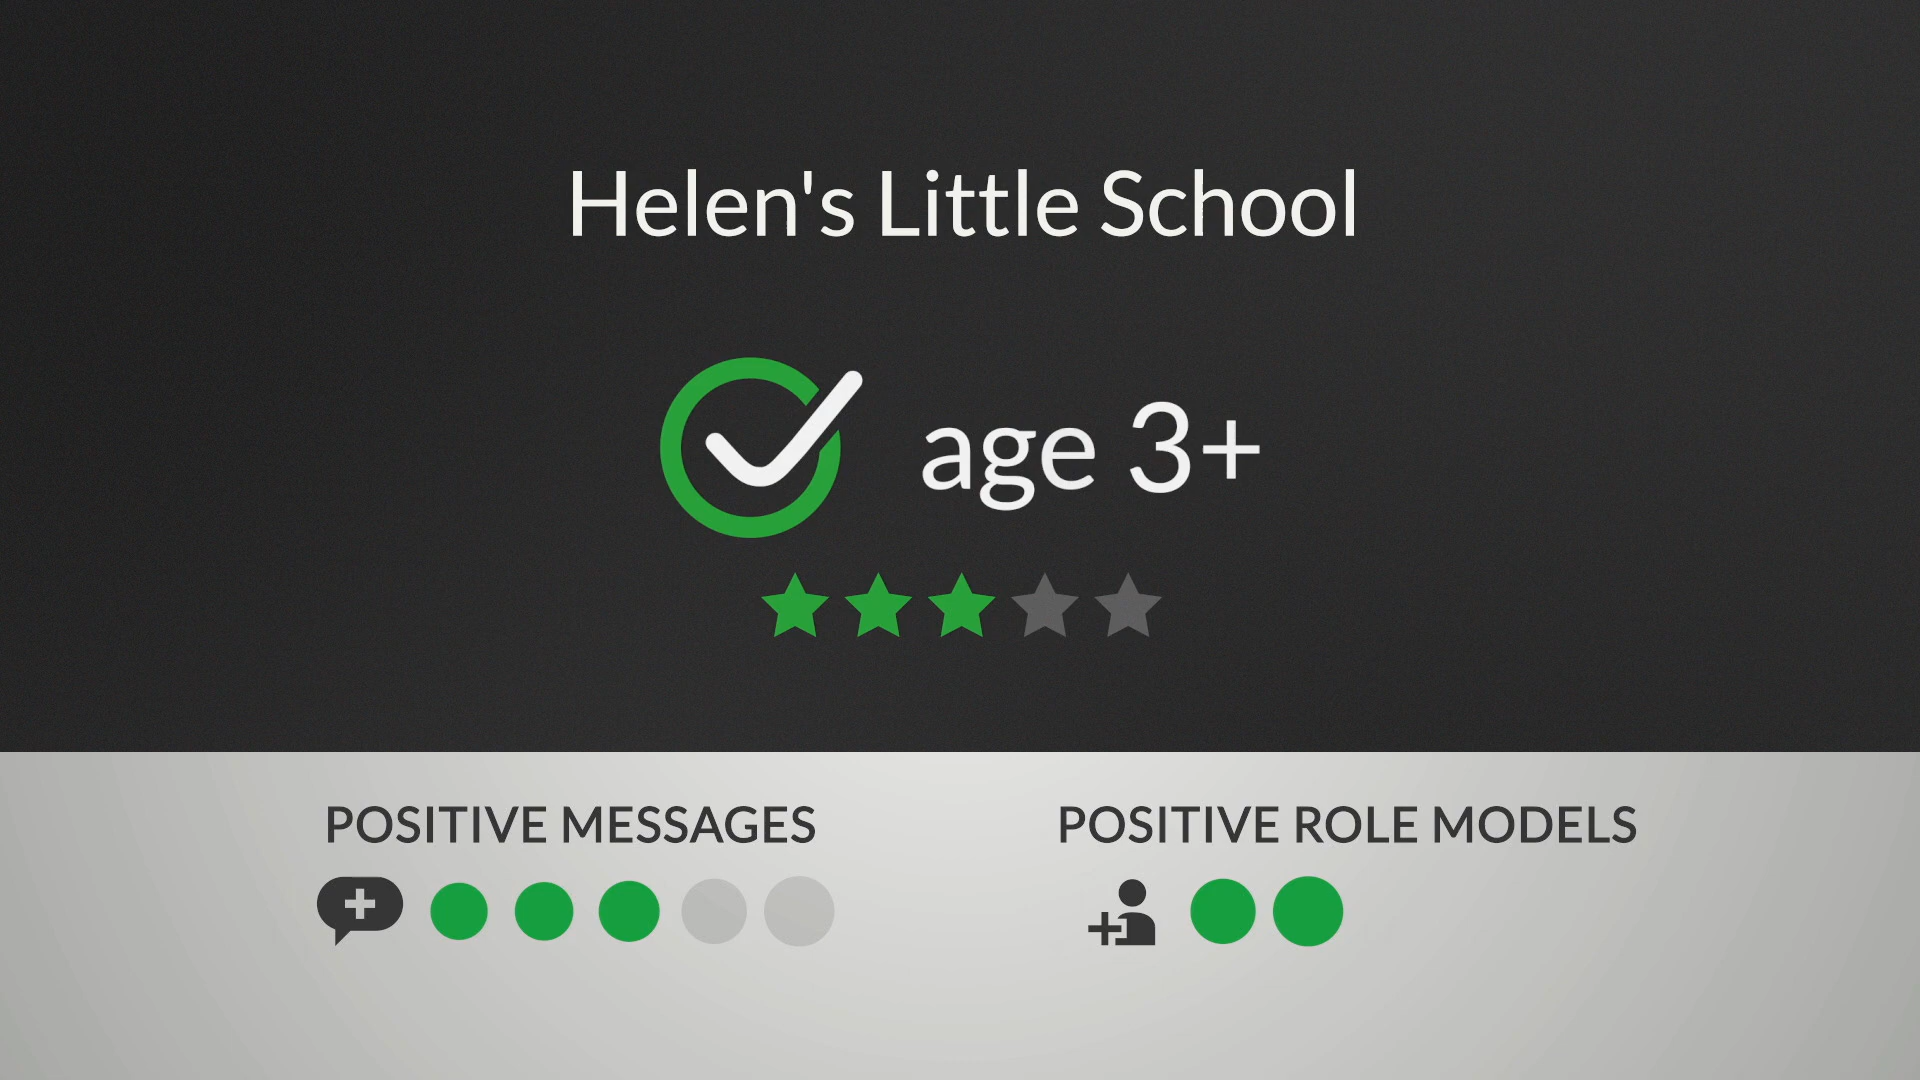 Helen's Little School
age 3+
POSITIVE MESSAGES
POSITIVE ROLE MODELS